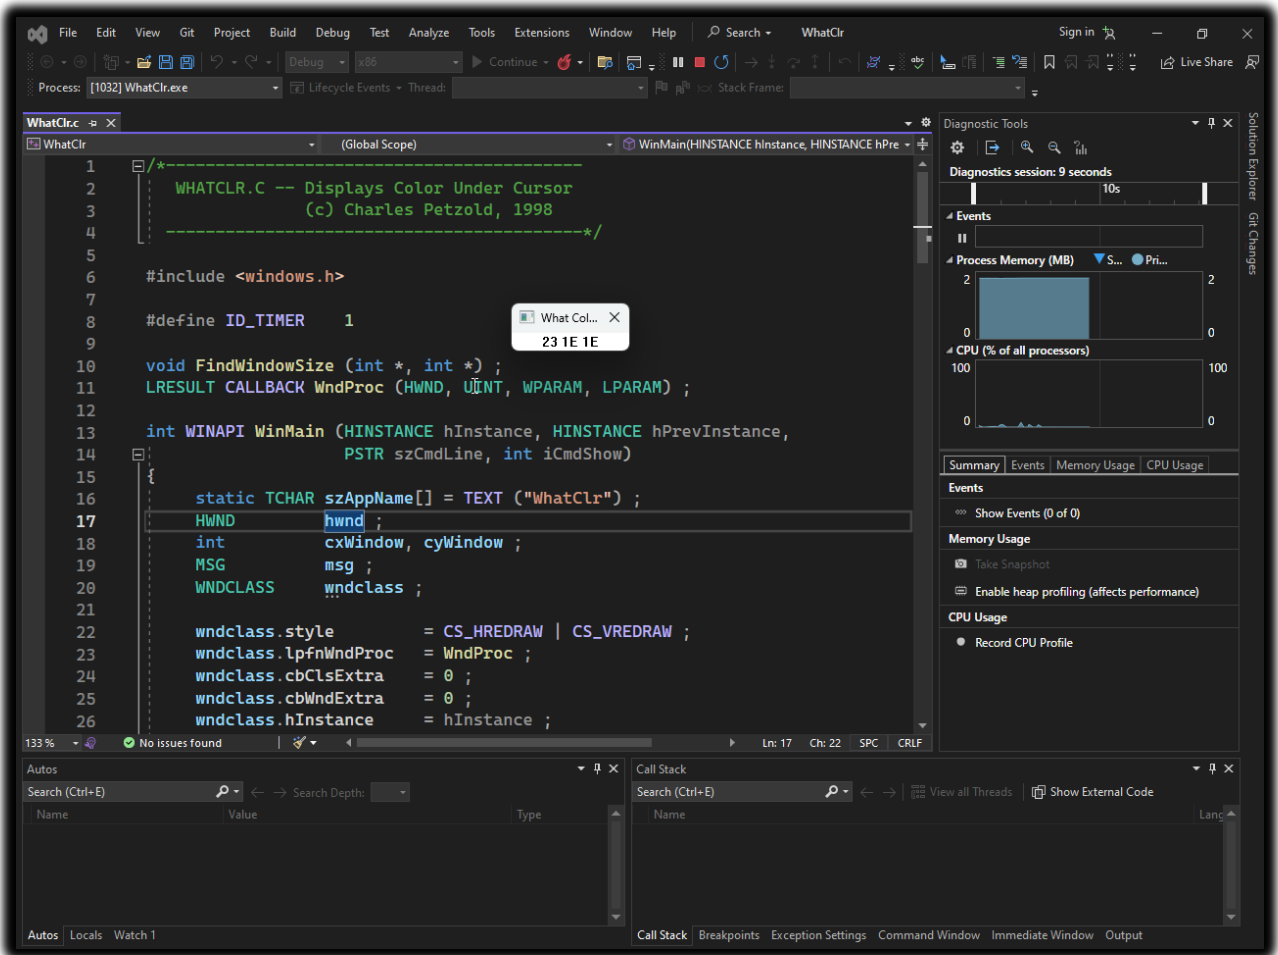 File Edit View Git Project Build Debug Test Analyze Tools Extensions Window Help Search WhatClr Sign in
Debug x86 Continue Live Share
Process: [1032] WhatClr.exe Lifecycle Events Thread: Stack Frame:
WhatClr.c
WhatClr (Global Scope) WinMain(HINSTANCE hInstance, HINSTANCE hPre
1 /*------------------------------------------
2 WHATCLR.C -- Displays Color Under Cursor
3 (c) Charles Petzold, 1998
4 ------------------------------------------*/
5
6 #include <windows.h>
7
8 #define ID_TIMER 1
9
10 void FindWindowSize (int *, int *) ;
11 LRESULT CALLBACK WndProc (HWND, UINT, WPARAM, LPARAM) ;
12
13 int WINAPI WinMain (HINSTANCE hInstance, HINSTANCE hPrevInstance,
14 PSTR szCmdLine, int iCmdShow)
15 {
16 static TCHAR szAppName[] = TEXT ("WhatClr") ;
17 HWND hwnd ;
18 int cxWindow, cyWindow ;
19 MSG msg ;
20 WNDCLASS wndclass ;
21
22 wndclass.style = CS_HREDRAW | CS_VREDRAW ;
23 wndclass.lpfnWndProc = WndProc ;
24 wndclass.cbClsExtra = 0 ;
25 wndclass.cbWndExtra = 0 ;
26 wndclass.hInstance = hInstance ;
What Col...
23 1E 1E
133 % No issues found Ln: 17 Ch: 22 SPC CRLF
Diagnostic Tools
Diagnostics session: 9 seconds
10s
Events
Process Memory (MB) S... Pri...
2 2
0 0
CPU (% of all processors)
100 100
0 0
Summary Events Memory Usage CPU Usage
Events
Show Events (0 of 0)
Memory Usage
Take Snapshot
Enable heap profiling (affects performance)
CPU Usage
Record CPU Profile
Solution Explorer
Git Changes
Autos
Search (Ctrl+E) Search Depth:
Name Value Type
Autos Locals Watch 1
Call Stack
Search (Ctrl+E) View all Threads Show External Code
Name Lang
Call Stack Breakpoints Exception Settings Command Window Immediate Window Output